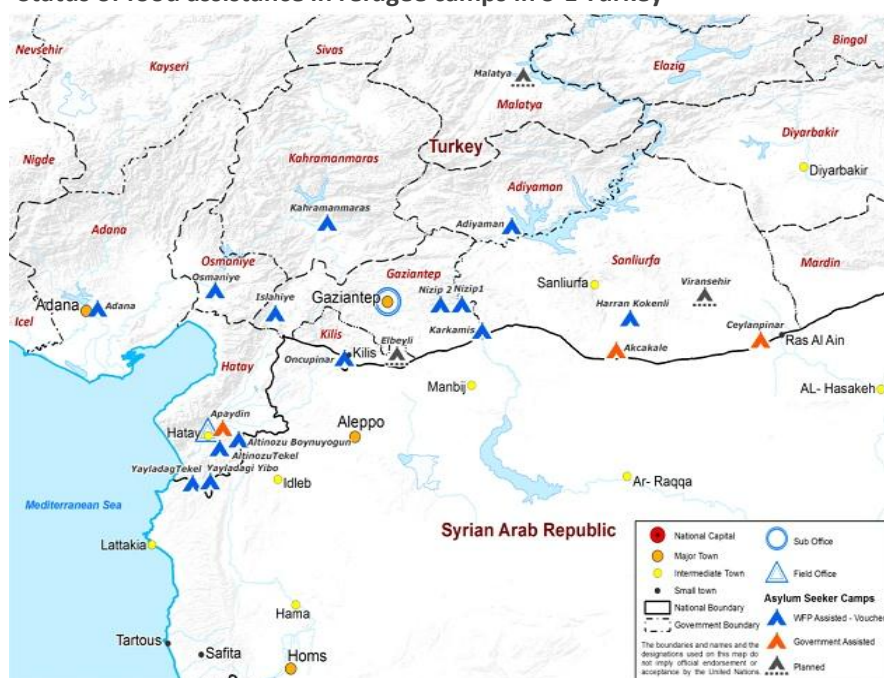 Status of food assistance in refugee camps in S-E Turkey
Nevsehir
Kayseri
Sivas
Elazig
Bingol
Malatya
Malatya
Diyarbakir
Turkey
Nigde
Kahramanmaras
Diyarbakir
Adiyaman
Kahramanmaras
Adiyaman
Adana
Osmaniye
Gaziantep
Sanliurfa
Mardin
Osmaniye
Sanliurfa
Viransehir
Adana
Adana
Islahiye
Gaziantep
Nizip 2
Nizip1
Harran Kokenli
Icel
Kilis
Karkamis
Ceylanpinar
Elbeyli
Ras Al Ain
Oncupinar
Kilis
Akcakale
Hatay
Manbij
AL- Hasakeh
Apaydin
Aleppo
Hatay
Altinozu Boynuyogun
AltinozuTekel
YayladagTekel
Yayladagi Yibo
Idleb
Ar- Raqqa
Mediterranean Sea
Syrian Arab Republic
Lattakia
Hama
Tartous
Safita
Homs
National Capital
Major Town
Intermediate Town
Small town
National Boundary
Government Boundary
The boundaries and names and the
designations used on this map do
not imply official endorsement or
acceptance by the United Nations.
Sub Office
Field Office
Asylum Seeker Camps
WFP Assisted - Voucher
Government Assisted
Planned